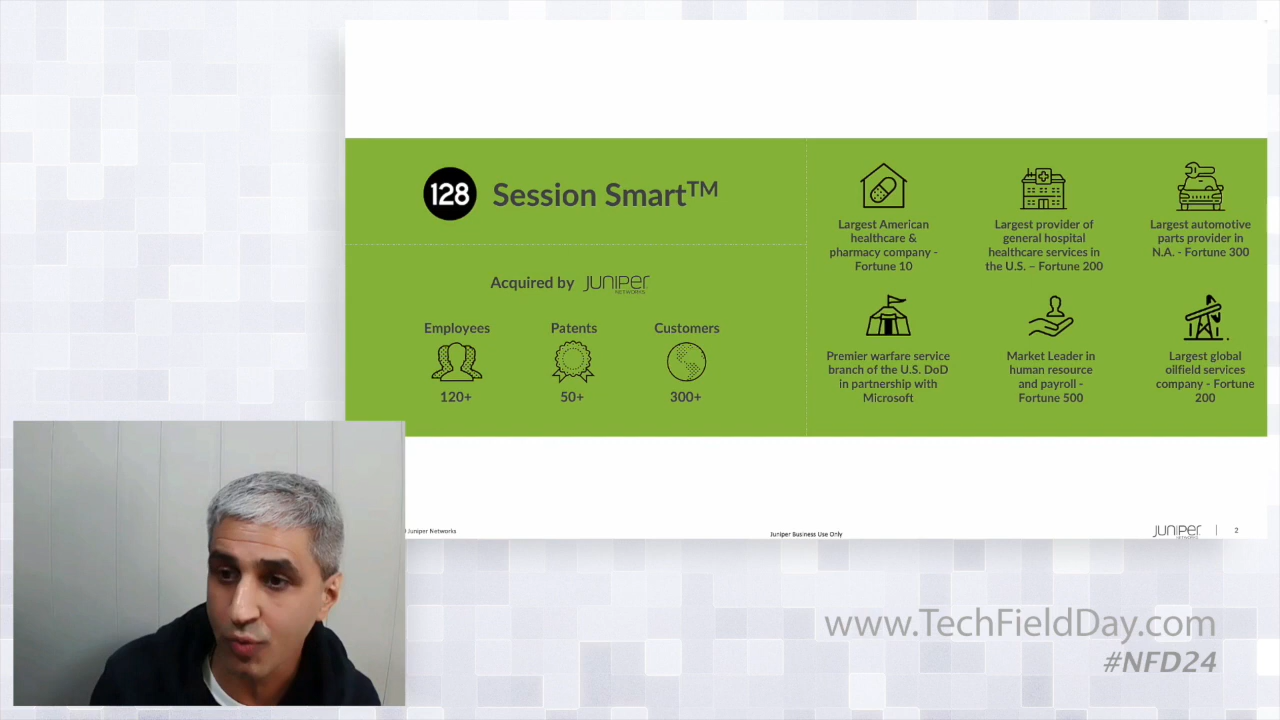 128 Session Smart™
Acquired by JUNIPER
NETWORKS
Employees
120+
Patents
50+
Customers
300+
Largest American
healthcare &
pharmacy company -
Fortune 10
Largest provider of
general hospital
healthcare services in
the U.S. – Fortune 200
Largest automotive
parts provider in
N.A. - Fortune 300
Premier warfare service
branch of the U.S. DoD
in partnership with
Microsoft
Market Leader in
human resource
and payroll -
Fortune 500
Largest global
oilfield services
company - Fortune
200
Juniper Networks
Juniper Business Use Only
JUNIPER
NETWORKS
2
www.TechFieldDay.com
#NFD24